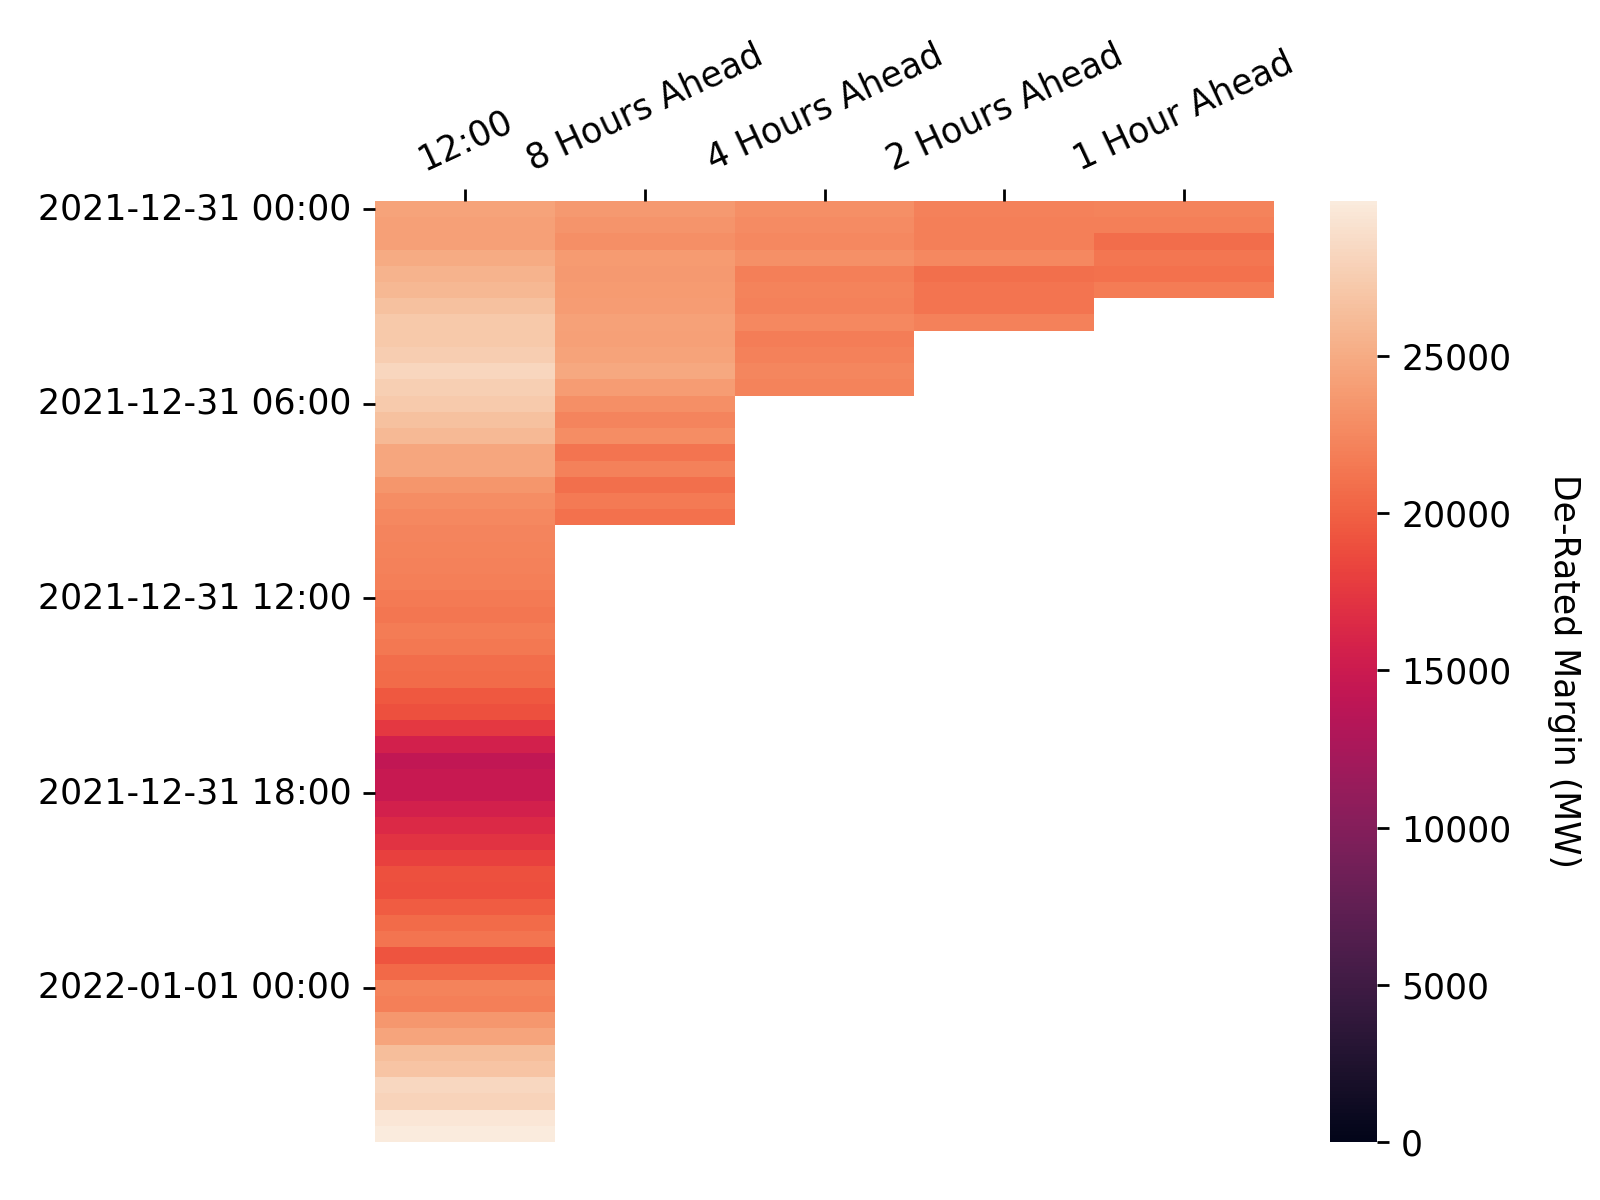 12:00
8 Hours Ahead
4 Hours Ahead
2 Hours Ahead
1 Hour Ahead
2021-12-31 00:00
2021-12-31 06:00
2021-12-31 12:00
2021-12-31 18:00
2022-01-01 00:00
25000
20000
15000
10000
5000
0
De-Rated Margin (MW)